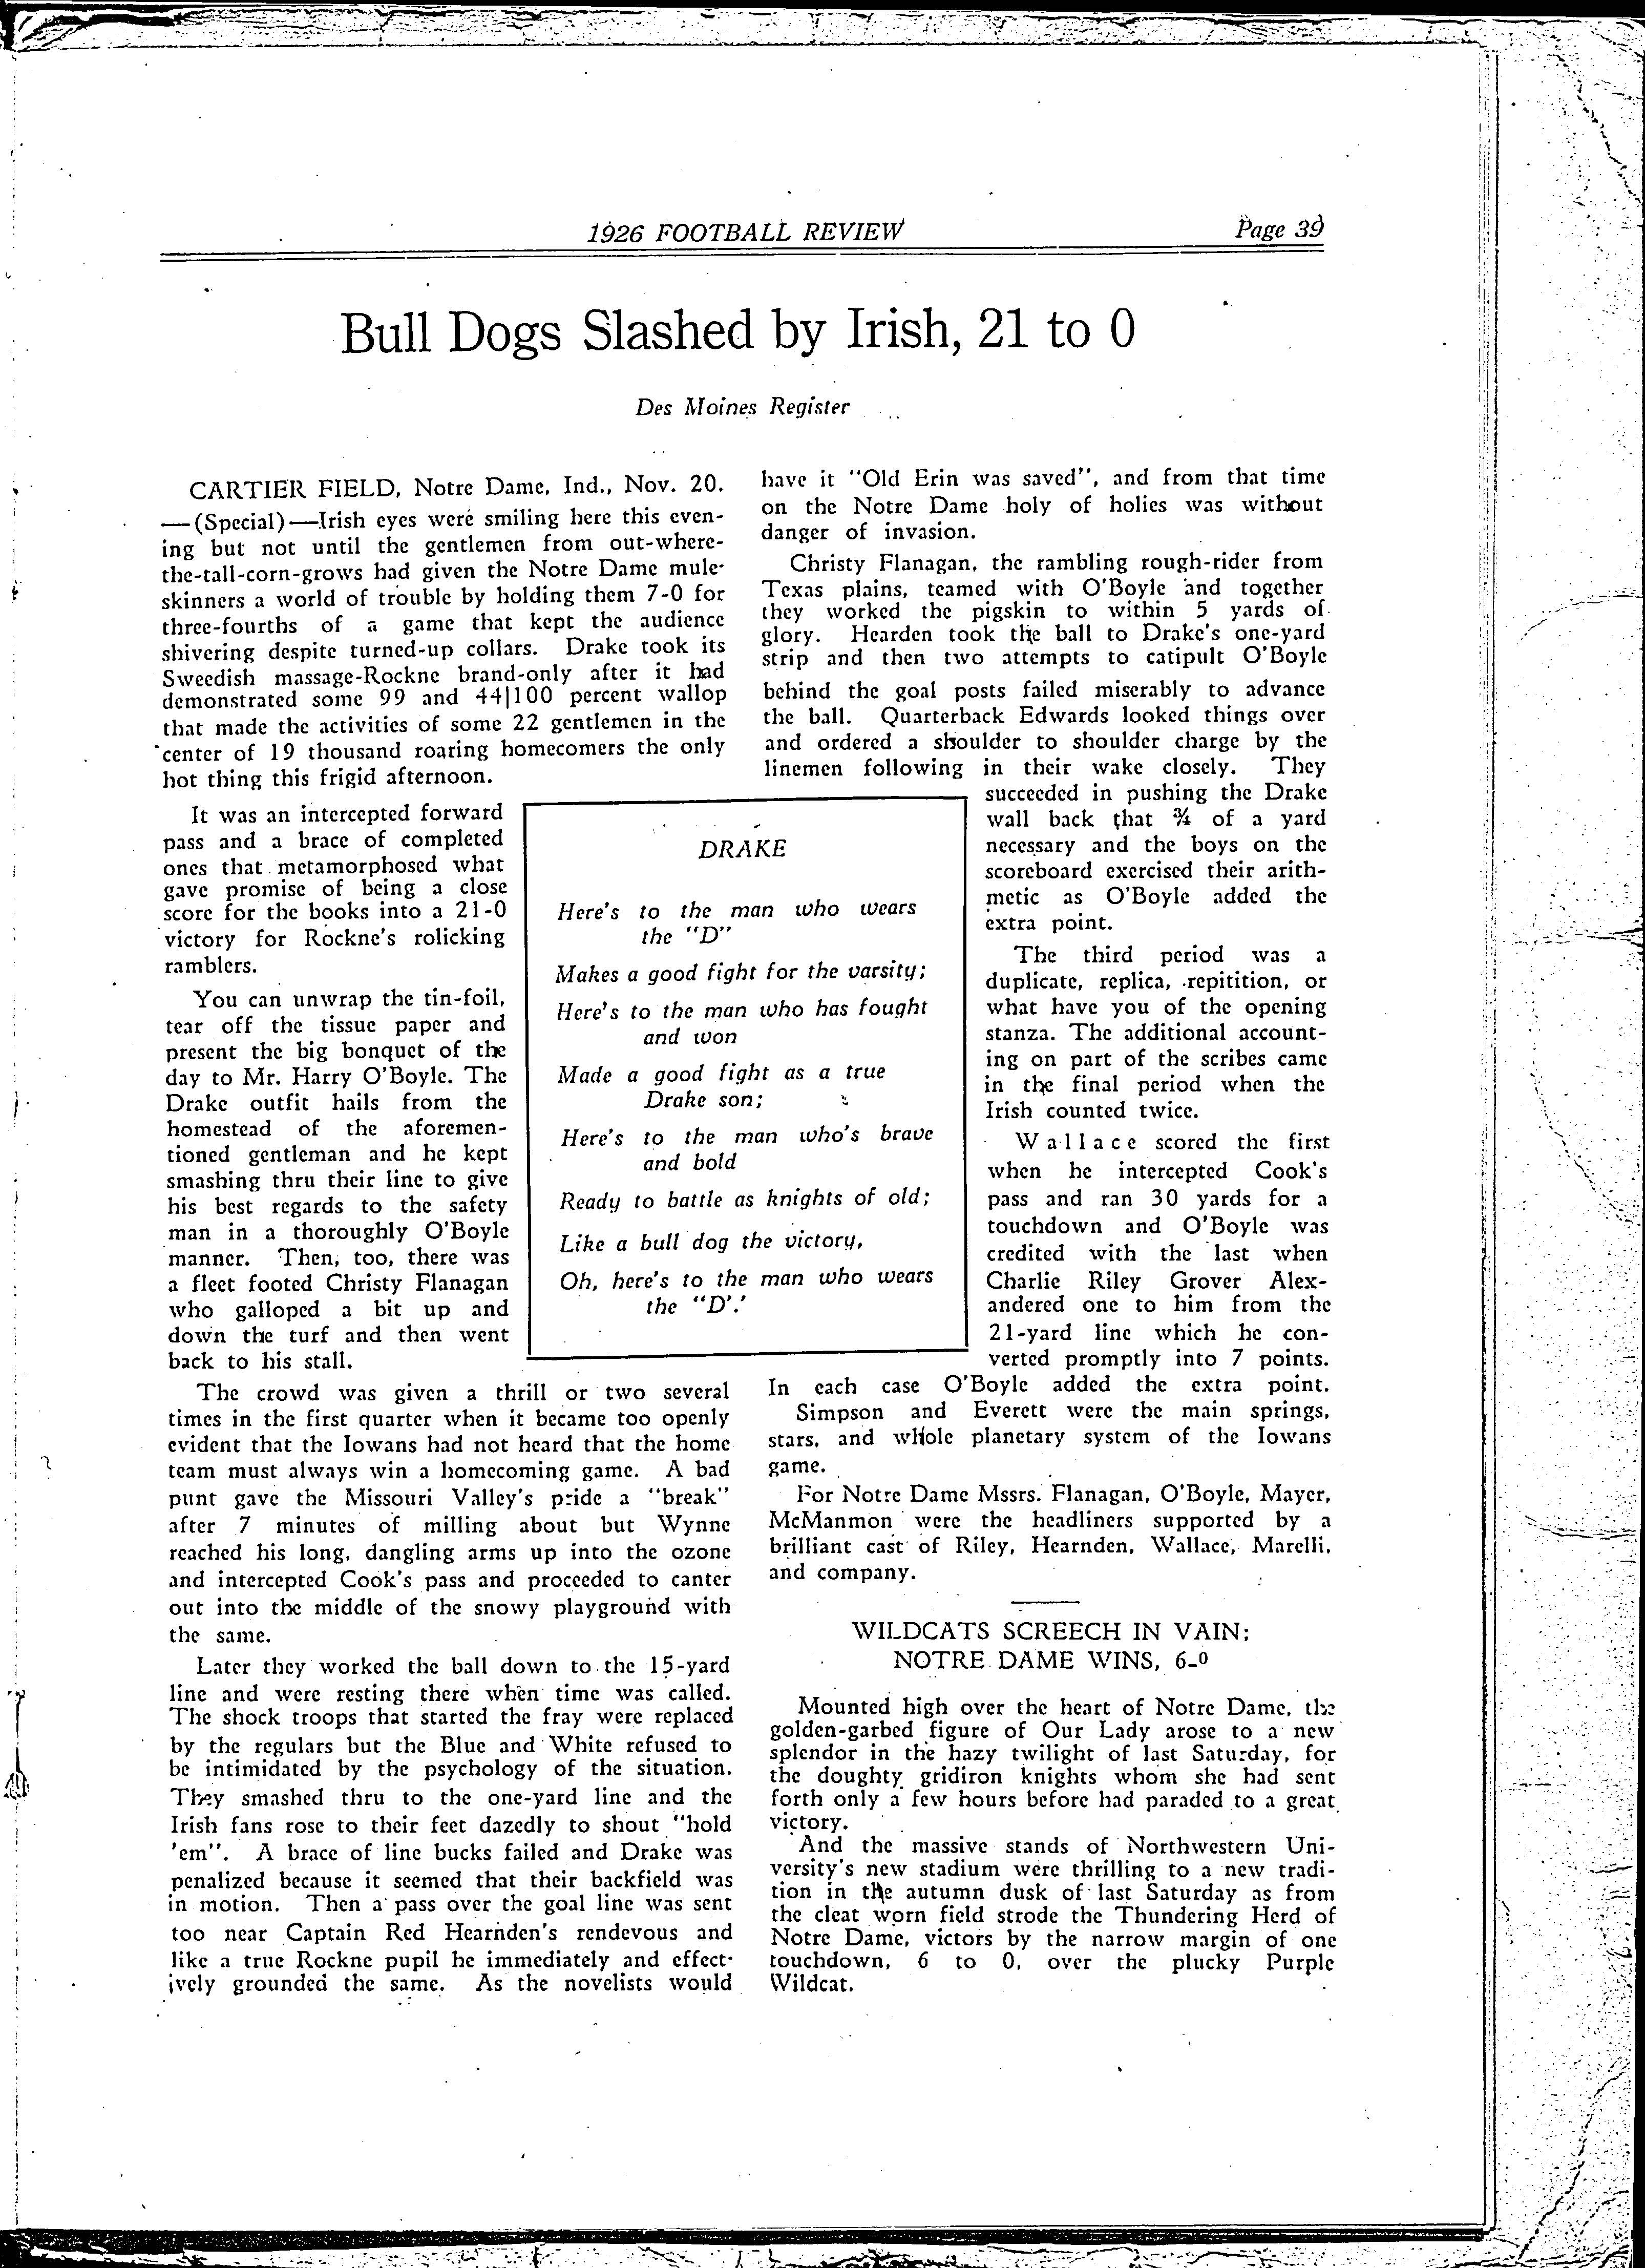 1926 FOOTBALL REVIEW Page 39
Bull Dogs Slashed by Irish, 21 to 0
Des Moines Register
CARTIER FIELD, Notre Dame, Ind., Nov. 20.
—(Special)—Irish eyes were smiling here this even-
ing but not until the gentlemen from out-where-
the-tall-corn-grows had given the Notre Dame mule-
skinners a world of trouble by holding them 7-0 for
three-fourths of a game that kept the audience
shivering despite turned-up collars. Drake took its
Sweedish massage-Rockne brand-only after it had
demonstrated some 99 and 44|100 percent wallop
that made the activities of some 22 gentlemen in the
center of 19 thousand roaring homecomers the only
hot thing this frigid afternoon.
It was an intercepted forward
pass and a brace of completed
ones that metamorphosed what
gave promise of being a close
score for the books into a 21-0
victory for Rockne's rolicking
ramblers.
You can unwrap the tin-foil,
tear off the tissue paper and
present the big bonquet of the
day to Mr. Harry O'Boyle. The
Drake outfit hails from the
homestead of the aforemen-
tioned gentleman and he kept
smashing thru their line to give
his best regards to the safety
man in a thoroughly O'Boyle
manner. Then, too, there was
a fleet footed Christy Flanagan
who galloped a bit up and
down the turf and then went
back to his stall.
The crowd was given a thrill or two several
times in the first quarter when it became too openly
evident that the Iowans had not heard that the home
team must always win a homecoming game. A bad
punt gave the Missouri Valley's pride a "break"
after 7 minutes of milling about but Wynne
reached his long, dangling arms up into the ozone
and intercepted Cook's pass and proceeded to canter
out into the middle of the snowy playground with
the same.
Later they worked the ball down to the 15-yard
line and were resting there when time was called.
The shock troops that started the fray were replaced
by the regulars but the Blue and White refused to
be intimidated by the psychology of the situation.
They smashed thru to the one-yard line and the
Irish fans rose to their feet dazedly to shout "hold
'em". A brace of line bucks failed and Drake was
penalized because it seemed that their backfield was
in motion. Then a pass over the goal line was sent
too near Captain Red Hearnden's rendevous and
like a true Rockne pupil he immediately and effect-
ively grounded the same. As the novelists would
have it "Old Erin was saved", and from that time
on the Notre Dame holy of holies was without
danger of invasion.
Christy Flanagan, the rambling rough-rider from
Texas plains, teamed with O'Boyle and together
they worked the pigskin to within 5 yards of
glory. Hearden took the ball to Drake's one-yard
strip and then two attempts to catipult O'Boyle
behind the goal posts failed miserably to advance
the ball. Quarterback Edwards looked things over
and ordered a shoulder to shoulder charge by the
linemen following in their wake closely. They
succeeded in pushing the Drake
wall back that ¾ of a yard
necessary and the boys on the
scoreboard exercised their arith-
metic as O'Boyle added the
extra point.
The third period was a
duplicate, replica, repitition, or
what have you of the opening
stanza. The additional account-
ing on part of the scribes came
in the final period when the
Irish counted twice.
Wallace scored the first
when he intercepted Cook's
pass and ran 30 yards for a
touchdown and O'Boyle was
credited with the last when
Charlie Riley Grover Alex-
andered one to him from the
21-yard line which he con-
verted promptly into 7 points.
In each case O'Boyle added the extra point.
Simpson and Everett were the main springs,
stars, and whole planetary system of the Iowans
game.
For Notre Dame Mssrs. Flanagan, O'Boyle, Mayer,
McManmon were the headliners supported by a
brilliant cast of Riley, Hearnden, Wallace, Marelli,
and company.
DRAKE
Here's to the man who wears
the "D"
Makes a good fight for the varsity;
Here's to the man who has fought
and won
Made a good fight as a true
Drake son;
Here's to the man who's brave
and bold
Ready to battle as knights of old;
Like a bull dog the victory,
Oh, here's to the man who wears
the "D'.'
WILDCATS SCREECH IN VAIN;
NOTRE DAME WINS, 6-0
Mounted high over the heart of Notre Dame, the
golden-garbed figure of Our Lady arose to a new
splendor in the hazy twilight of last Saturday, for
the doughty gridiron knights whom she had sent
forth only a few hours before had paraded to a great
victory.
And the massive stands of Northwestern Uni-
versity's new stadium were thrilling to a new tradi-
tion in the autumn dusk of last Saturday as from
the cleat worn field strode the Thundering Herd of
Notre Dame, victors by the narrow margin of one
touchdown, 6 to 0, over the plucky Purple
Wildcat.